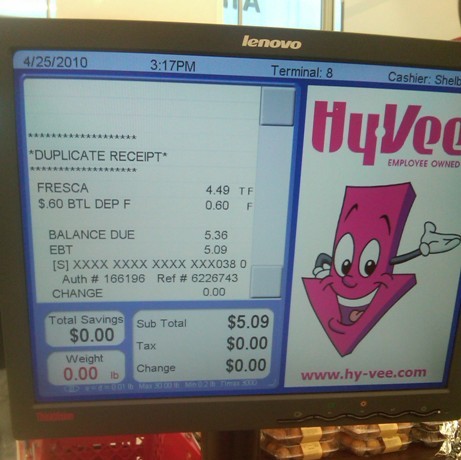 lenovo
4/25/2010 3:17PM Terminal: 8 Cashier: Shelb
*******************
*DUPLICATE RECEIPT*
*******************
FRESCA 4.49 T F
$.60 BTL DEP F 0.60 F
BALANCE DUE 5.36
EBT 5.09
[S] XXXX XXXX XXXX XXX038 0
Auth # 166196 Ref # 6226743
CHANGE 0.00
Total Savings
$0.00
Weight
0.00 lb
Sub Total $5.09
Tax $0.00
Change $0.00
HyVee
EMPLOYEE OWNED
www.hy-vee.com